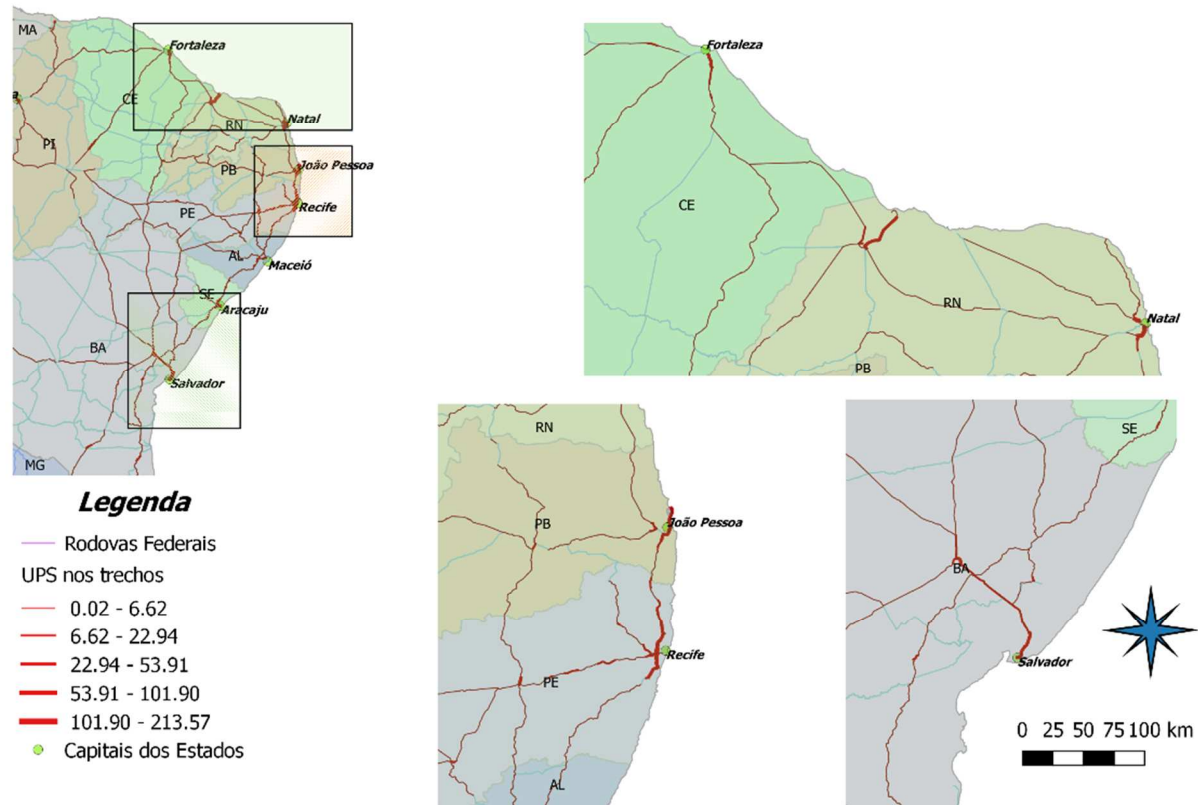 MA
Fortaleza
a
CE
PI
RN
Natal
PB
João Pessoa
PE
Recife
AL
Maceió
SE
Aracaju
BA
Salvador
MG
Fortaleza
CE
RN
Natal
PB
RN
PB
João Pessoa
Recife
PE
AL
SE
BA
Salvador
0 25 50 75 100 km
Legenda
Rodovas Federais
UPS nos trechos
0.02 - 6.62
6.62 - 22.94
22.94 - 53.91
53.91 - 101.90
101.90 - 213.57
Capitais dos Estados